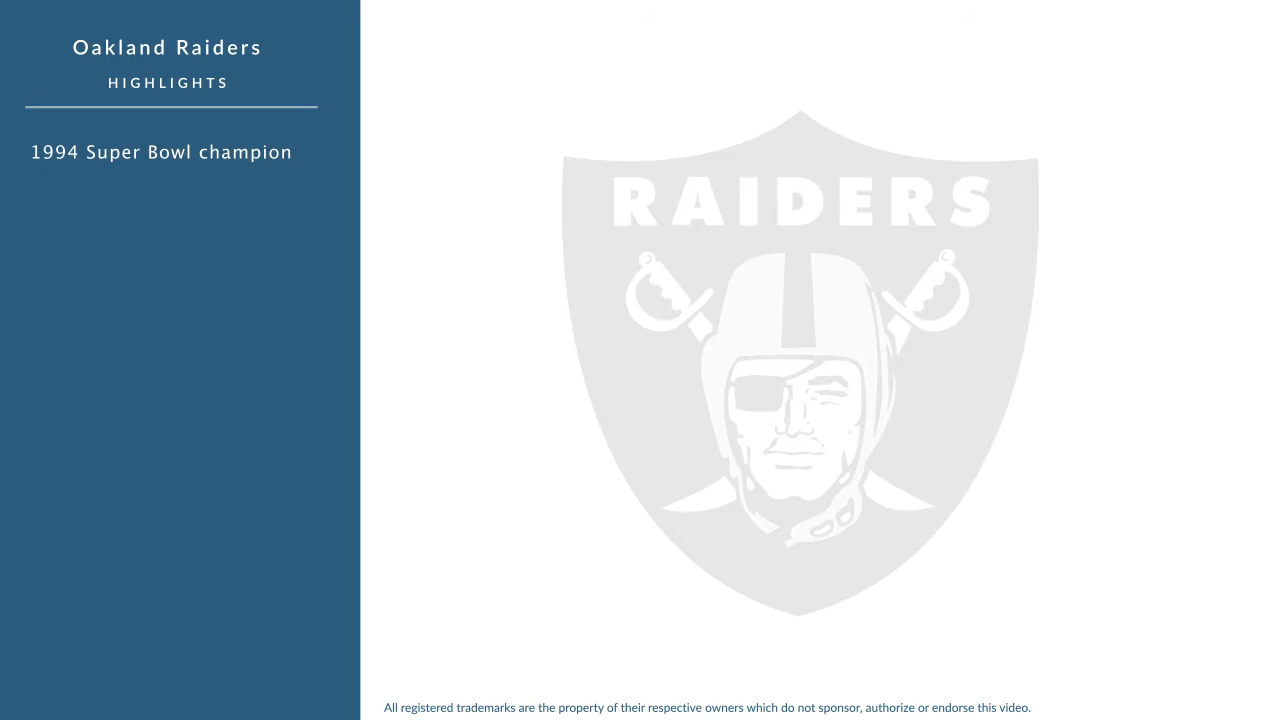 Oakland Raiders
HIGHLIGHTS
1994 Super Bowl champion
RAIDERS
All registered trademarks are the property of their respective owners which do not sponsor, authorize or endorse this video.